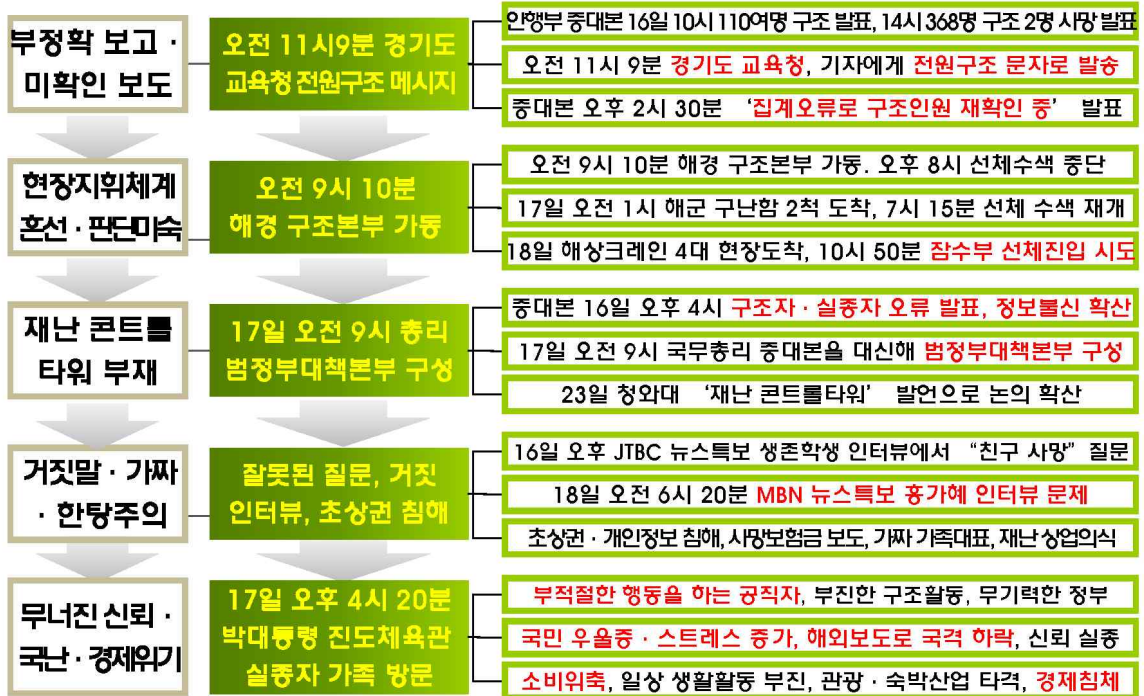 부정확 보고 ·
미확인 보도
오전 11시9분 경기도
교육청 전원구조 메시지
안행부 중대본 16일 10시 110여명 구조 발표, 14시 368명 구조 2명 사망 발표
오전 11시 9분 경기도 교육청, 기자에게 전원구조 문자로 발송
중대본 오후 2시 30분 ‘집계오류로 구조인원 재확인 중’ 발표
현장지휘체계
혼선 · 판단미숙
오전 9시 10분
해경 구조본부 가동
오전 9시 10분 해경 구조본부 가동. 오후 8시 선체수색 중단
17일 오전 1시 해군 구난함 2척 도착, 7시 15분 선체 수색 재개
18일 해상크레인 4대 현장도착, 10시 50분 잠수부 선체진입 시도
재난 콘트롤
타워 부재
17일 오전 9시 총리
범정부대책본부 구성
중대본 16일 오후 4시 구조자 · 실종자 오류 발표, 정보불신 확산
17일 오전 9시 국무총리 중대본을 대신해 범정부대책본부 구성
23일 청와대 ‘재난 콘트롤타워’ 발언으로 논의 확산
거짓말 · 가짜
· 한탕주의
잘못된 질문, 거짓
인터뷰, 초상권 침해
16일 오후 JTBC 뉴스특보 생존학생 인터뷰에서 “친구 사망” 질문
18일 오전 6시 20분 MBN 뉴스특보 홍가혜 인터뷰 문제
초상권 · 개인정보 침해, 사망보험금 보도, 가짜 가족대표, 재난 상업의식
무너진 신뢰 ·
국난 · 경제위기
17일 오후 4시 20분
박대통령 진도체육관
실종자 가족 방문
부적절한 행동을 하는 공직자, 부진한 구조활동, 무기력한 정부
국민 우울증 · 스트레스 증가, 해외보도로 국격 하락, 신뢰 실종
소비위축, 일상 생활활동 부진, 관광 · 숙박산업 타격, 경제침체